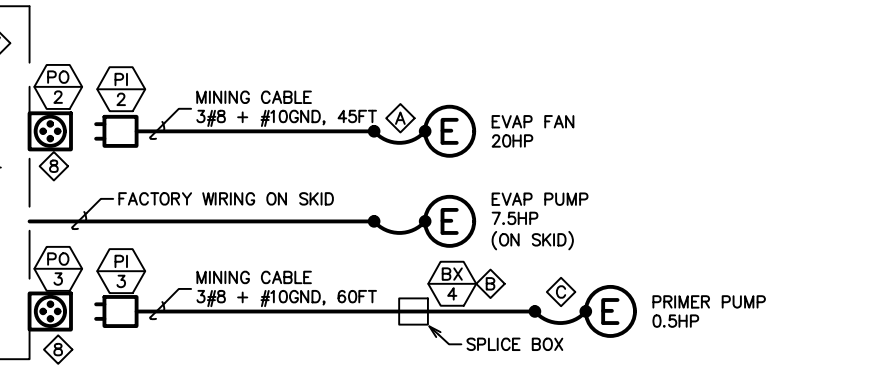 PO
2
PI
2
MINING CABLE
3#8 + #10GND, 45FT
A
E
EVAP FAN
20HP
8
FACTORY WIRING ON SKID
E
EVAP PUMP
7.5HP
(ON SKID)
PO
3
PI
3
MINING CABLE
3#8 + #10GND, 60FT
BX
4
B
C
E
PRIMER PUMP
0.5HP
8
SPLICE BOX